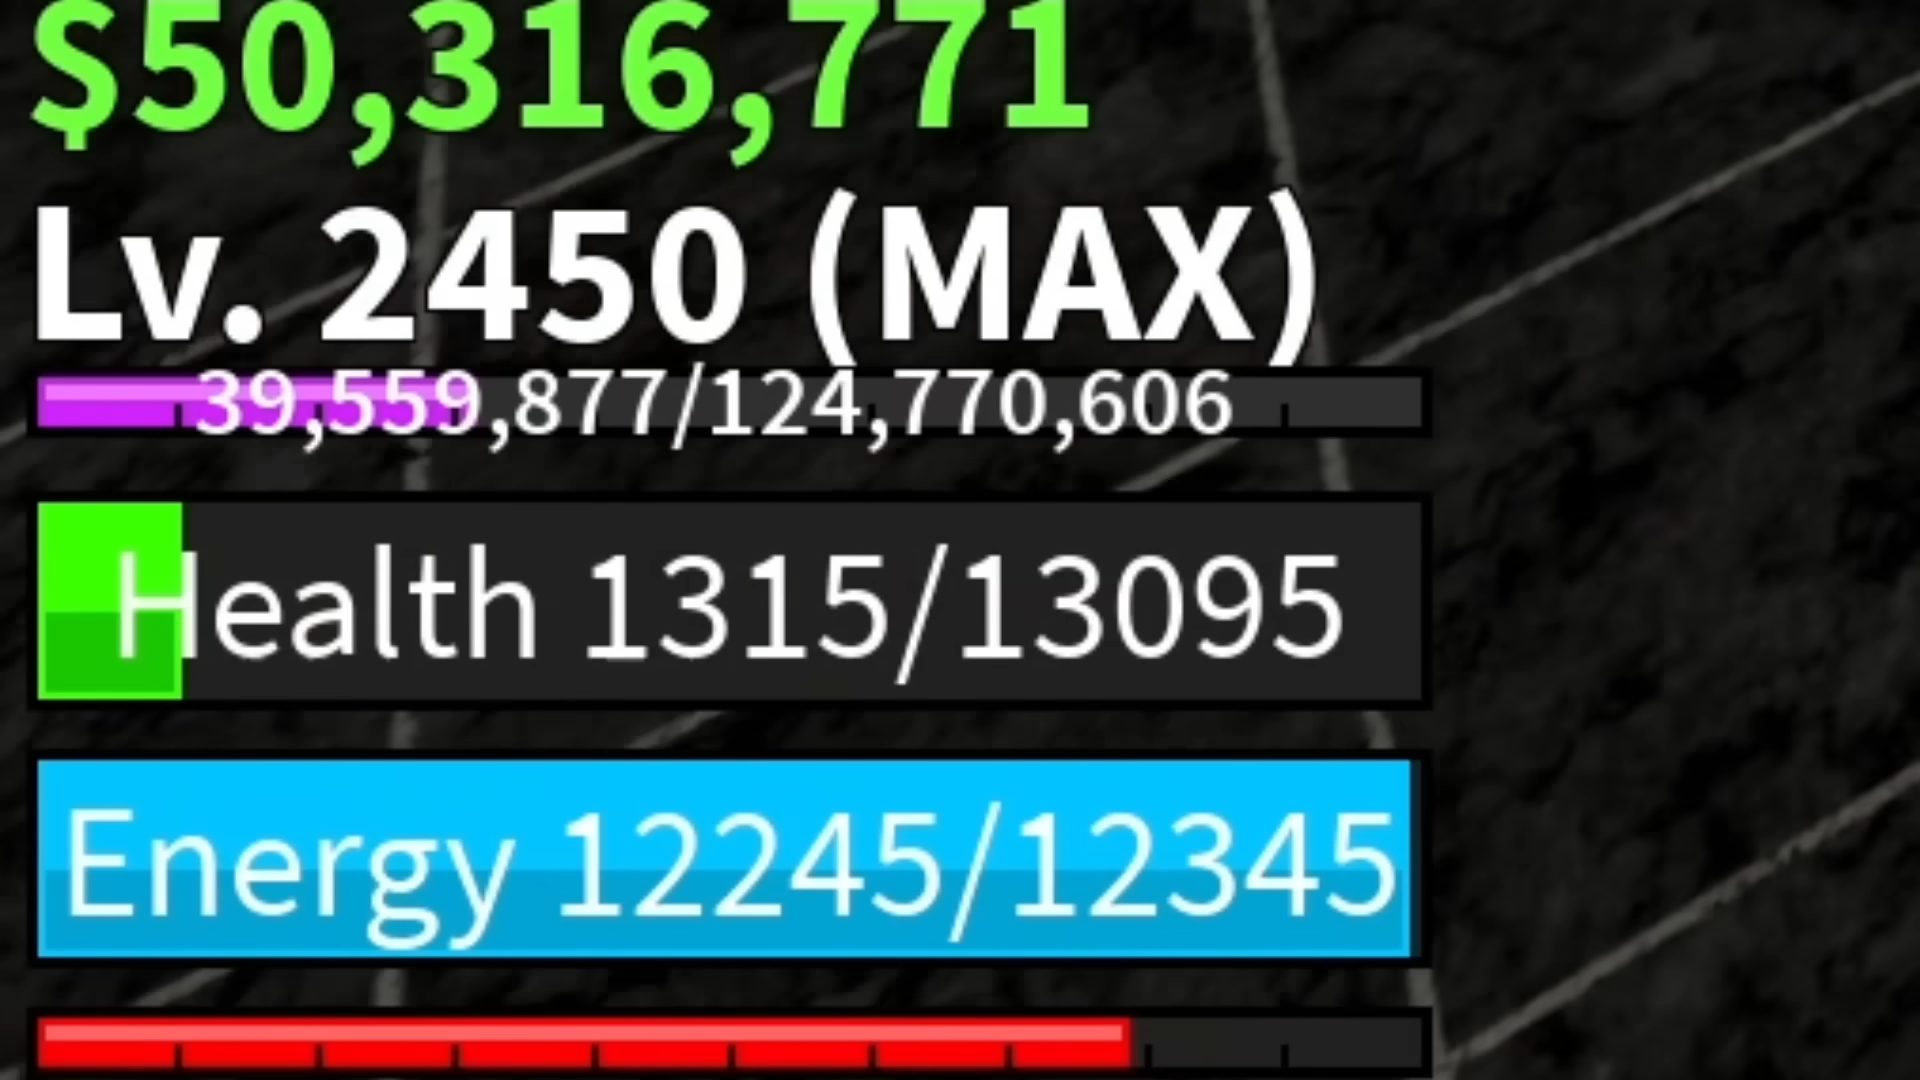 $50,316,771
Lv. 2450 (MAX)
39,559,877/124,770,606
Health 1315/13095
Energy 12245/12345